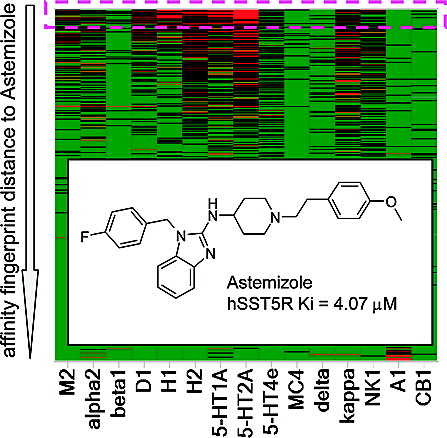 affinity fingerprint distance to Astemizole
F
N
N
HN
N
O
Astemizole
hSST5R Ki = 4.07 µM
M2
alpha2
beta1
D1
H1
H2
5-HT1A
5-HT2A
5-HT4e
MC4
delta
kappa
NK1
A1
CB1